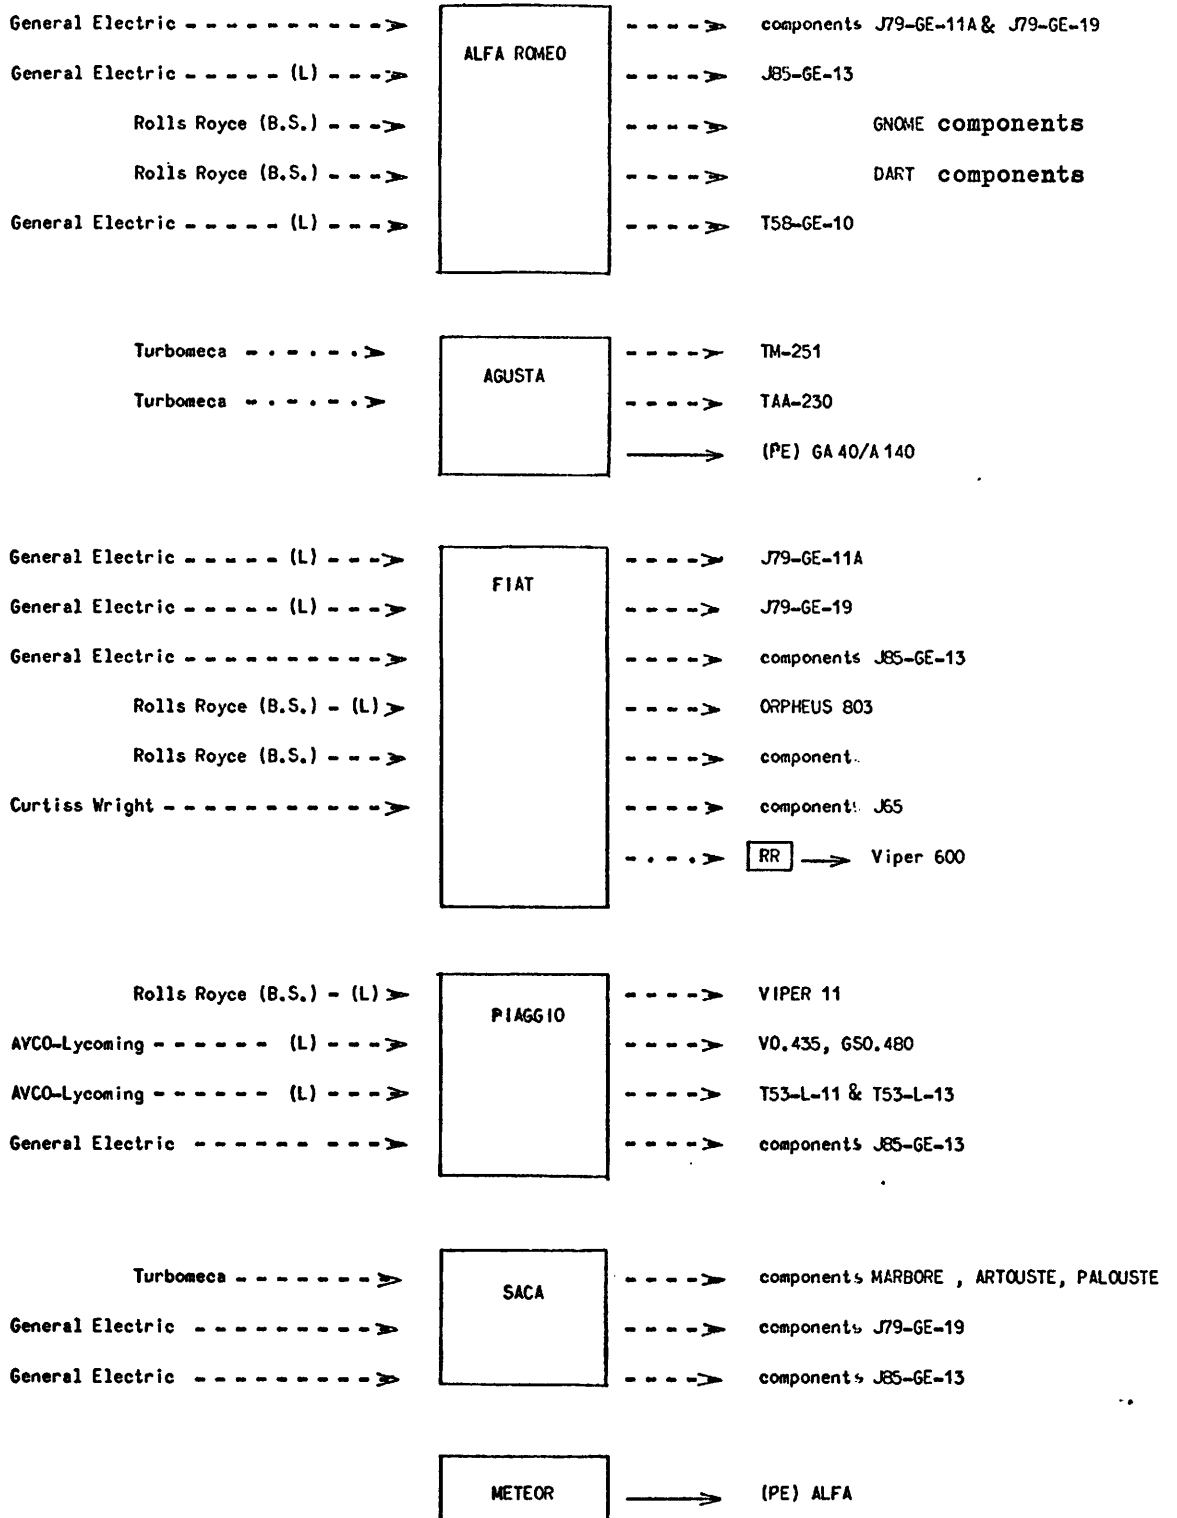 General Electric components J79-GE-11A & J79-GE-19
ALFA ROMEO
General Electric (L) J85-GE-13
Rolls Royce (B.S.) GNOME components
Rolls Royce (B.S.) DART components
General Electric (L) T58-GE-10
Turbomeca TM-251
AGUSTA
Turbomeca TAA-230
(PE) GA 40/A 140
General Electric (L) J79-GE-11A
FIAT
General Electric (L) J79-GE-19
General Electric components J85-GE-13
Rolls Royce (B.S.) - (L) ORPHEUS 803
Rolls Royce (B.S.) component
Curtiss Wright components J65
RR Viper 600
Rolls Royce (B.S.) - (L) VIPER 11
PIAGGIO
AVCO-Lycoming (L) VO.435, GSO.480
AVCO-Lycoming (L) T53-L-11 & T53-L-13
General Electric components J85-GE-13
Turbomeca components MARBORE , ARTOUSTE, PALOUSTE
SACA
General Electric components J79-GE-19
General Electric components J85-GE-13
METEOR (PE) ALFA